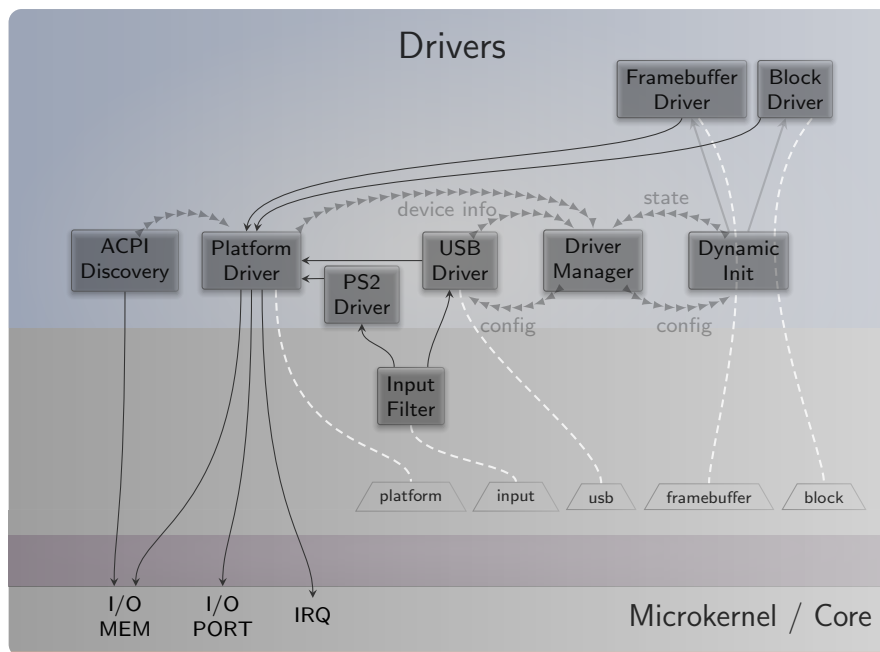 Drivers
Framebuffer
Driver
Block
Driver
device info
state
ACPI
Discovery
Platform
Driver
PS2
Driver
USB
Driver
Driver
Manager
Dynamic
Init
config
config
Input
Filter
platform
input
usb
framebuffer
block
I/O
MEM
I/O
PORT
IRQ
Microkernel / Core